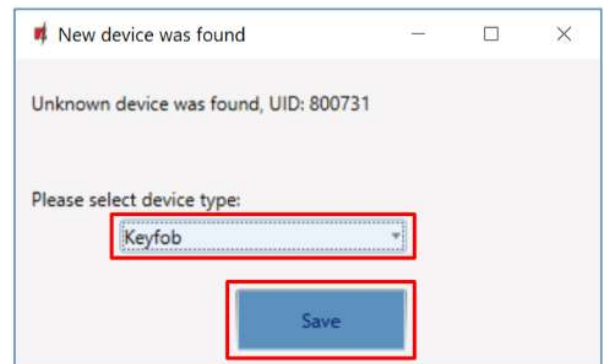 New device was found
Unknown device was found, UID: 800731
Please select device type:
Keyfob
Save